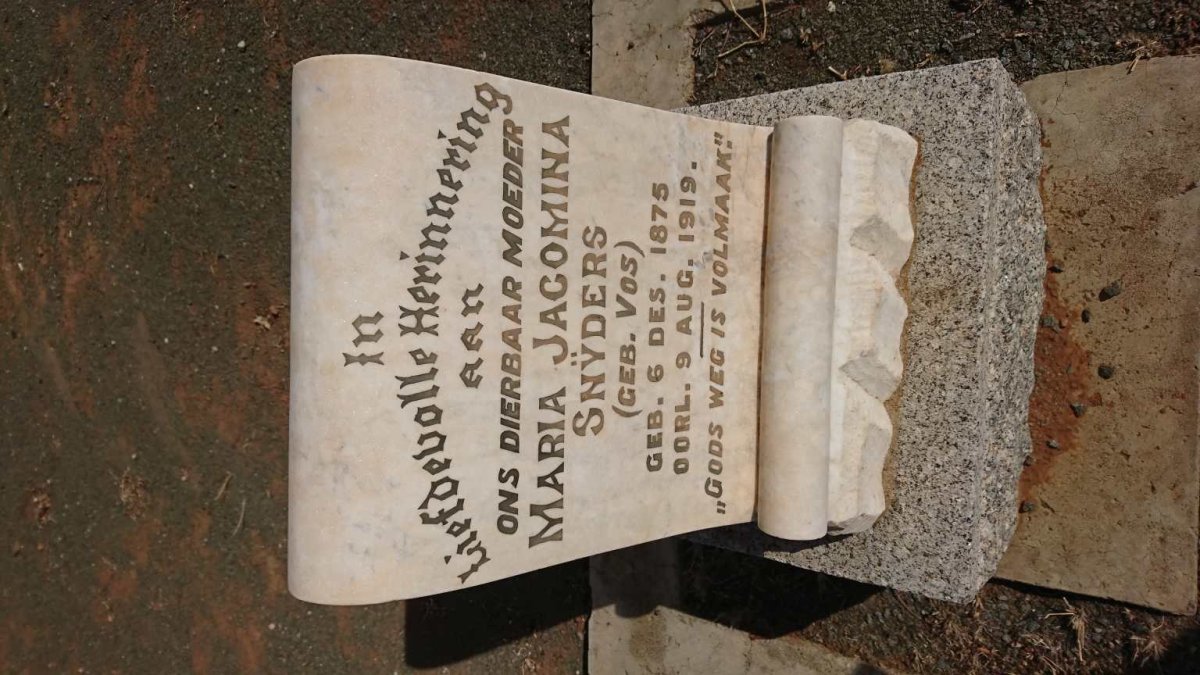 In
liefdevolle Herinnering
aan
ONS DIERBAAR MOEDER
MARIA JACOMINA
SNŸDERS
(GEB. VOS)
GEB. 6 DES. 1875
OORL. 9 AUG. 1919.
„GODS WEG IS VOLMAAK”.